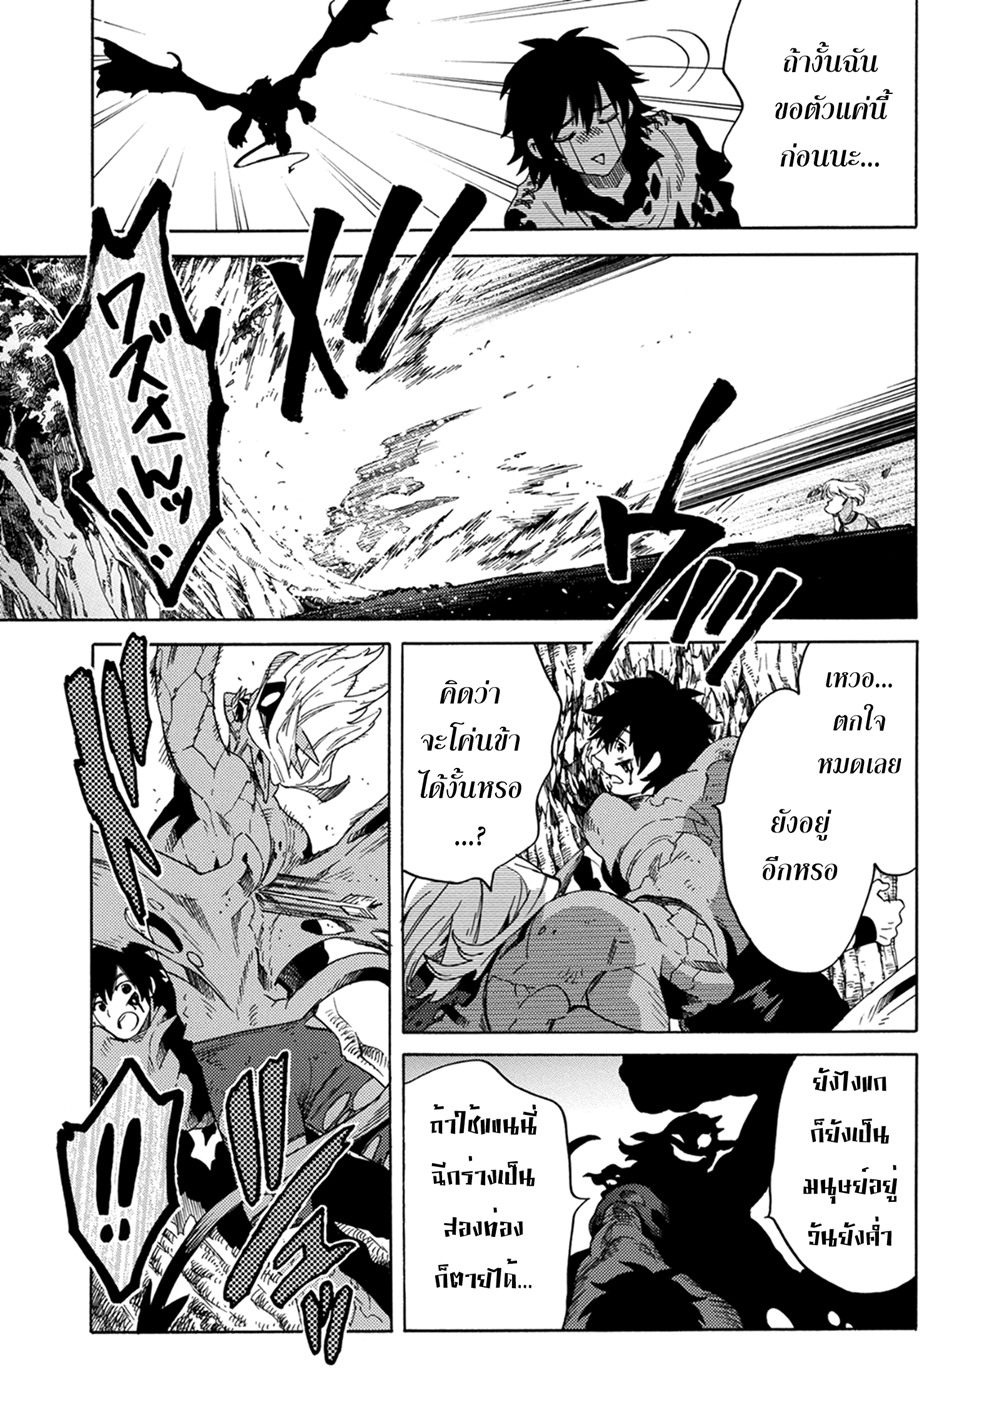 ถ้างั้นฉัน
ขอตัวแค่นี้
ก่อนนะ...
ドドド
ワズさんッ!!
เหวอ...
ตกใจ
หมดเลย
ยังอยู่
อีกหรอ
คิดว่า
จะโค่นข้า
ได้งั้นหรอ
...?
ยังไงแก
ก็ยังเป็น
มนุษย์อยู่
วันยังค่ำ
ถ้าใช้แขนนี่
ฉีกร่างเป็น
สองท่อง
ก็ตายได้...
!!